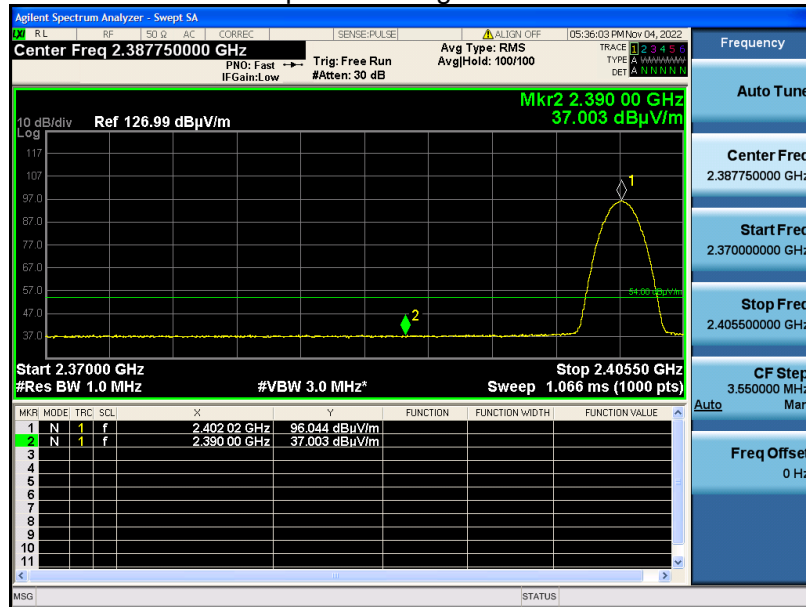 Agilent Spectrum Analyzer - Swept SA
LXI RL RF 50 Ω AC CORREC SENSE:PULSE ALIGN OFF 05:36:03 PM Nov 04, 2022
Center Freq 2.387750000 GHz
PNO: Fast
IFGain:Low
Trig: Free Run
#Atten: 30 dB
Avg Type: RMS
Avg|Hold: 100/100
TRACE 1 2 3 4 5 6
TYPE A WWWWW
DET A N N N N N
Mkr2 2.390 00 GHz
37.003 dBµV/m
10 dB/div Ref 126.99 dBµV/m
Log
117
107
97.0
87.0
77.0
67.0
57.0
47.0
37.0
1
2
54.00 dBµV/m
Start 2.37000 GHz Stop 2.40550 GHz
#Res BW 1.0 MHz #VBW 3.0 MHz* Sweep 1.066 ms (1000 pts)
MKR MODE TRC SCL X Y FUNCTION FUNCTION WIDTH FUNCTION VALUE
1 N 1 f 2.402 02 GHz 96.044 dBµV/m
2 N 1 f 2.390 00 GHz 37.003 dBµV/m
3
4
5
6
7
8
9
10
11
MSG STATUS
Frequency
Auto Tune
Center Freq
2.387750000 GHz
Start Freq
2.370000000 GHz
Stop Freq
2.405500000 GHz
CF Step
3.550000 MHz
Auto Man
Freq Offset
0 Hz